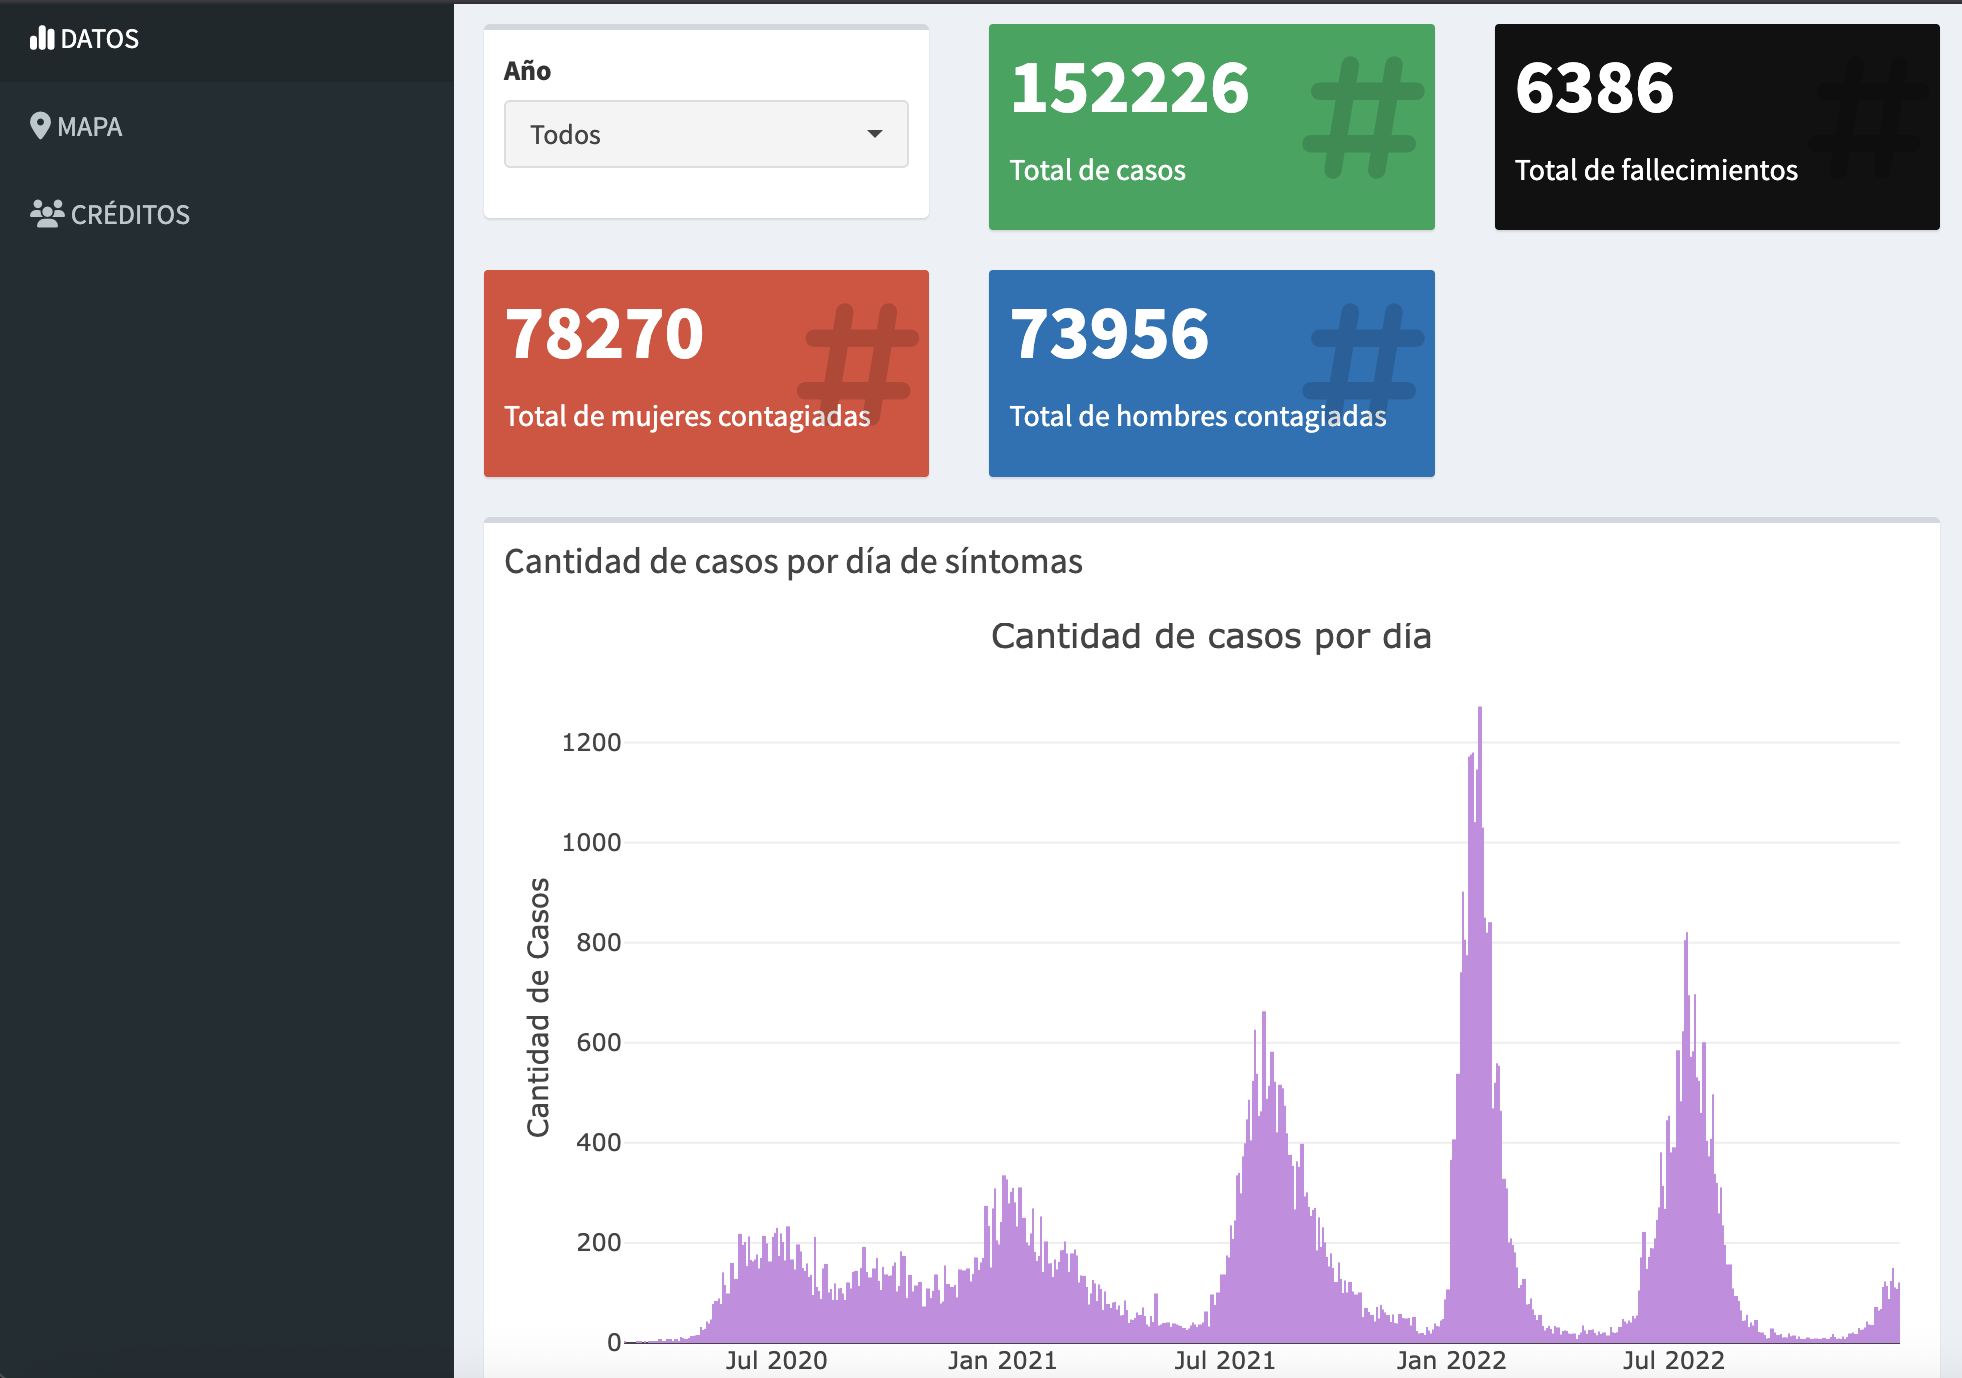 DATOS
MAPA
CRÉDITOS
Año
Todos
152226
Total de casos
6386
Total de fallecimientos
78270
Total de mujeres contagiadas
73956
Total de hombres contagiadas
Cantidad de casos por día de síntomas
Cantidad de casos por día
Cantidad de Casos
1200
1000
800
600
400
200
0
Jul 2020
Jan 2021
Jul 2021
Jan 2022
Jul 2022